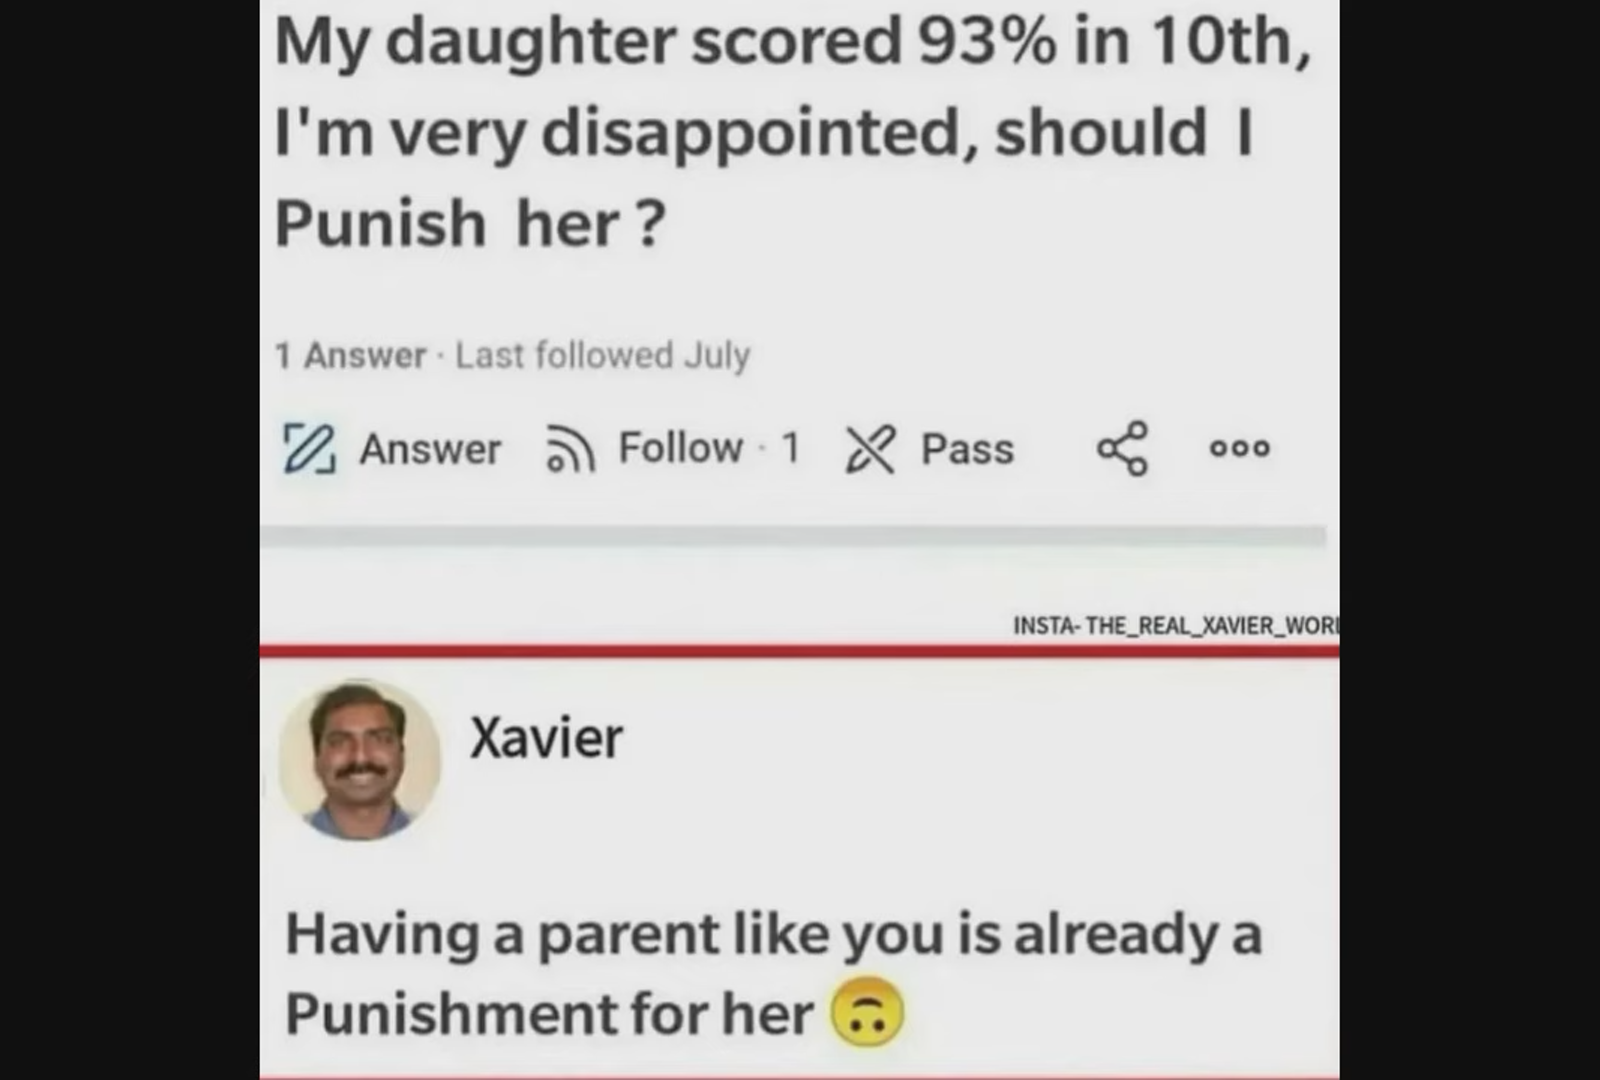 My daughter scored 93% in 10th,
I'm very disappointed, should I
Punish her ?
1 Answer · Last followed July
Answer Follow · 1 Pass
INSTA- THE_REAL_XAVIER_WORL
Xavier
Having a parent like you is already a
Punishment for her 🙃